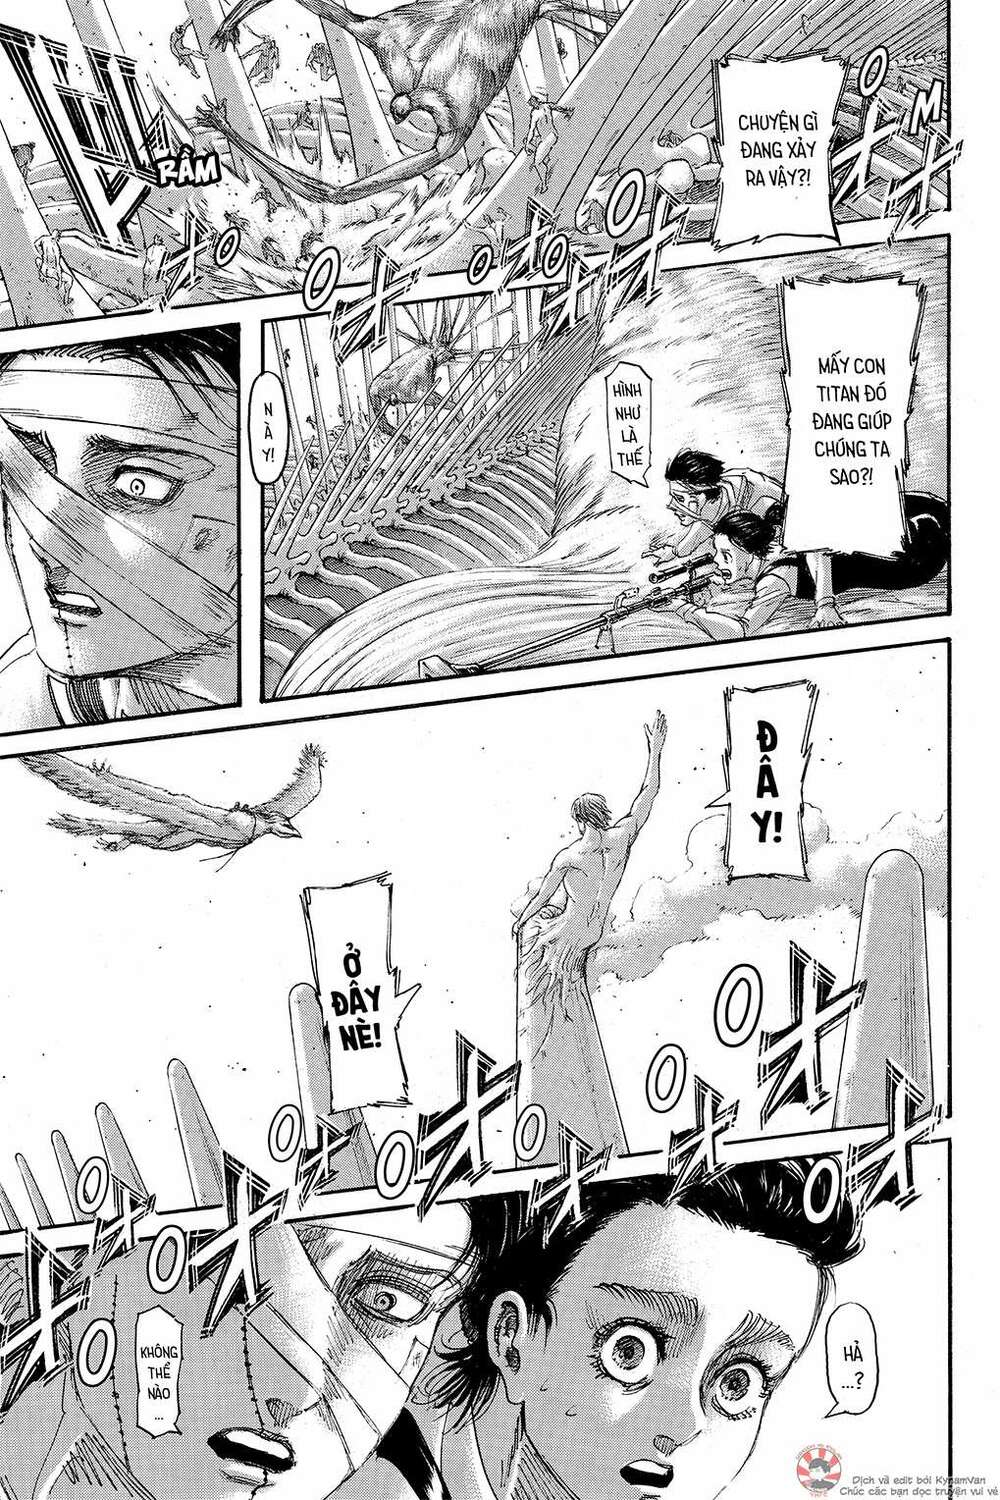 CHUYỆN GÌ
ĐANG XẢY
RA VẬY?!
RẦM
MẤY CON
TITAN ĐÓ
ĐANG GIÚP
CHÚNG TA
SAO?!
HÌNH
NHƯ
LÀ
THẾ
NÀY!
ĐÂY!
Ở
ĐÂY
NÈ!
HẢ
...?
KHÔNG
THỂ
NÀO
...
Dịch và edit bởi KynamVan
Chúc các bạn đọc truyện vui vẻ